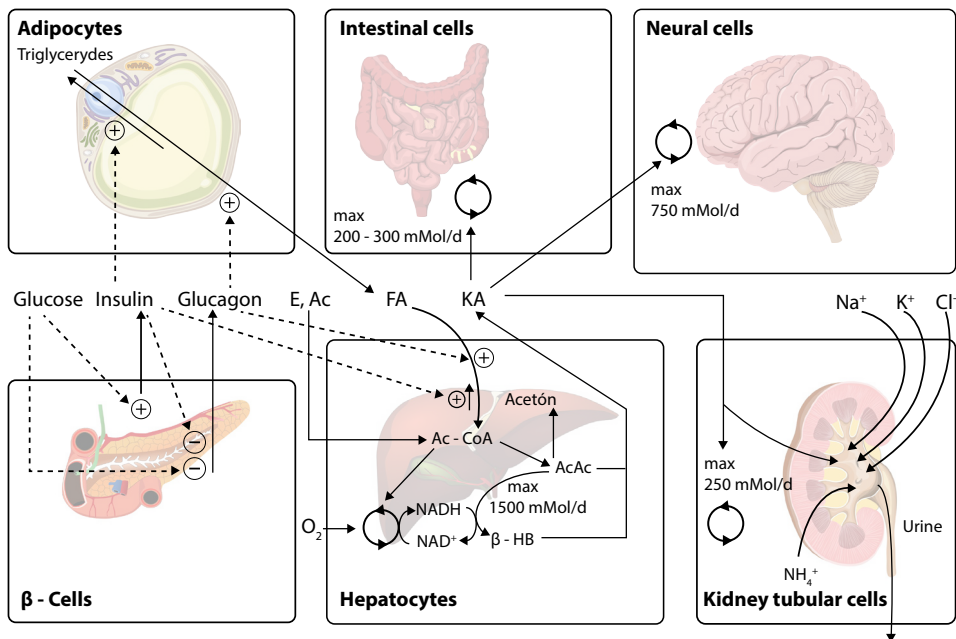 Adipocytes
Triglycerydes
+
+
Intestinal cells
max
200 - 300 mMol/d
Neural cells
max
750 mMol/d
Glucose Insulin Glucagon E, Ac FA KA Na⁺ K⁺ Cl⁻
+
−
−
β - Cells
+
+
Acetón
Ac - CoA
AcAc
max
1500 mMol/d
O₂
NADH
NAD⁺
β - HB
Hepatocytes
max
250 mMol/d
Urine
NH₄⁺
Kidney tubular cells